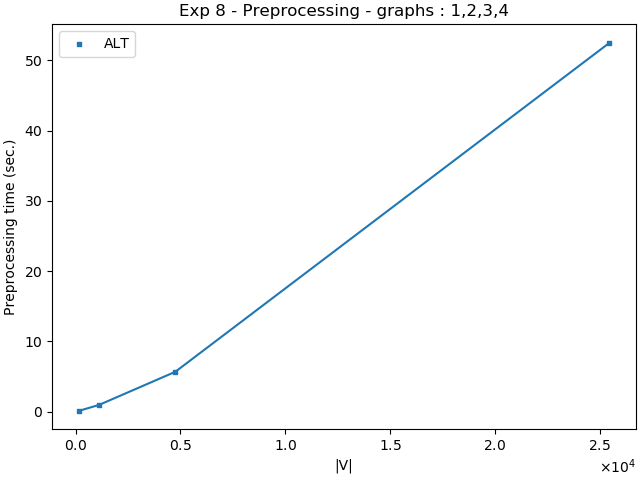 Exp 8 - Preprocessing - graphs : 1,2,3,4
ALT
Preprocessing time (sec.)
50
40
30
20
10
0
0.0 0.5 1.0 1.5 2.0 2.5
|V|
×10⁴